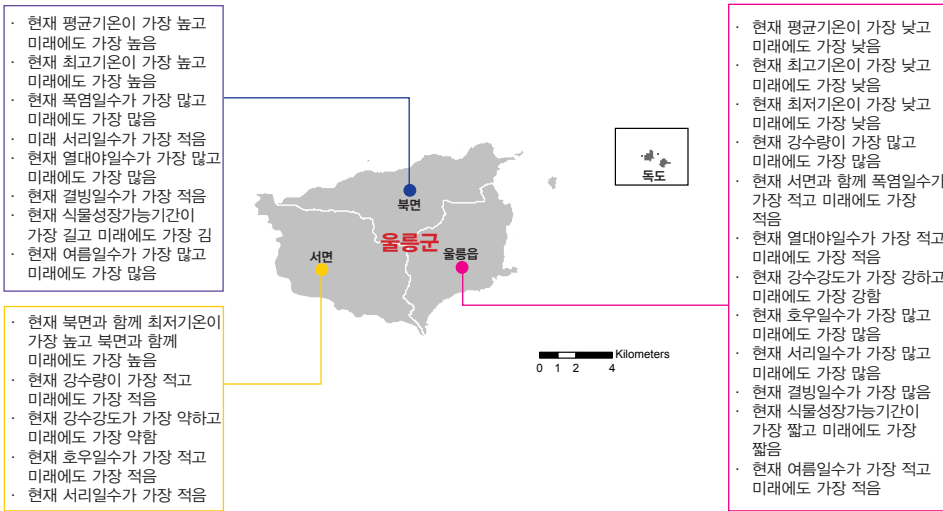 · 현재 평균기온이 가장 높고
미래에도 가장 높음
· 현재 최고기온이 가장 높고
미래에도 가장 높음
· 현재 폭염일수가 가장 많고
미래에도 가장 많음
· 미래 서리일수가 가장 적음
· 현재 열대야일수가 가장 많고
미래에도 가장 많음
· 현재 결빙일수가 가장 적음
· 현재 식물성장가능기간이
가장 길고 미래에도 가장 김
· 현재 여름일수가 가장 많고
미래에도 가장 많음
· 현재 북면과 함께 최저기온이
가장 높고 북면과 함께
미래에도 가장 높음
· 현재 강수량이 가장 적고
미래에도 가장 적음
· 현재 강수강도가 가장 약하고
미래에도 가장 약함
· 현재 호우일수가 가장 적고
미래에도 가장 적음
· 현재 서리일수가 가장 적음
북면
울릉군
서면
울릉읍
독도
Kilometers
0 1 2 4
· 현재 평균기온이 가장 낮고
미래에도 가장 낮음
· 현재 최고기온이 가장 낮고
미래에도 가장 낮음
· 현재 최저기온이 가장 낮고
미래에도 가장 낮음
· 현재 강수량이 가장 많고
미래에도 가장 많음
· 현재 서면과 함께 폭염일수가
가장 적고 미래에도 가장
적음
· 현재 열대야일수가 가장 적고
미래에도 가장 적음
· 현재 강수강도가 가장 강하고
미래에도 가장 강함
· 현재 호우일수가 가장 많고
미래에도 가장 많음
· 현재 서리일수가 가장 많고
미래에도 가장 많음
· 현재 결빙일수가 가장 많음
· 현재 식물성장가능기간이
가장 짧고 미래에도 가장
짧음
· 현재 여름일수가 가장 적고
미래에도 가장 적음